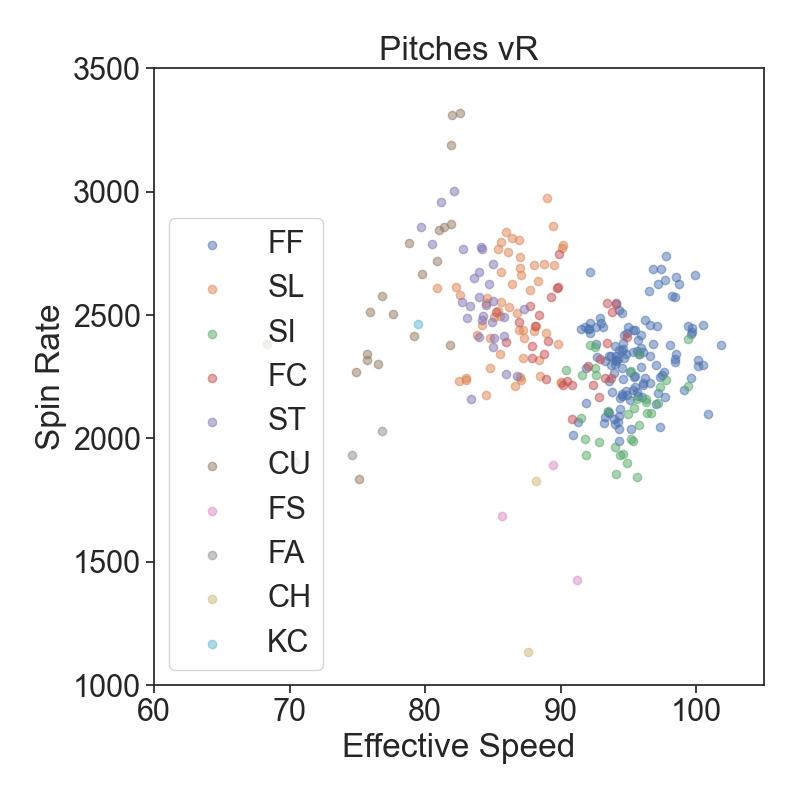 Pitches vR
3500
3000
2500
2000
1500
1000
Spin Rate
FF
SL
SI
FC
ST
CU
FS
FA
CH
KC
60
70
80
90
100
Effective Speed